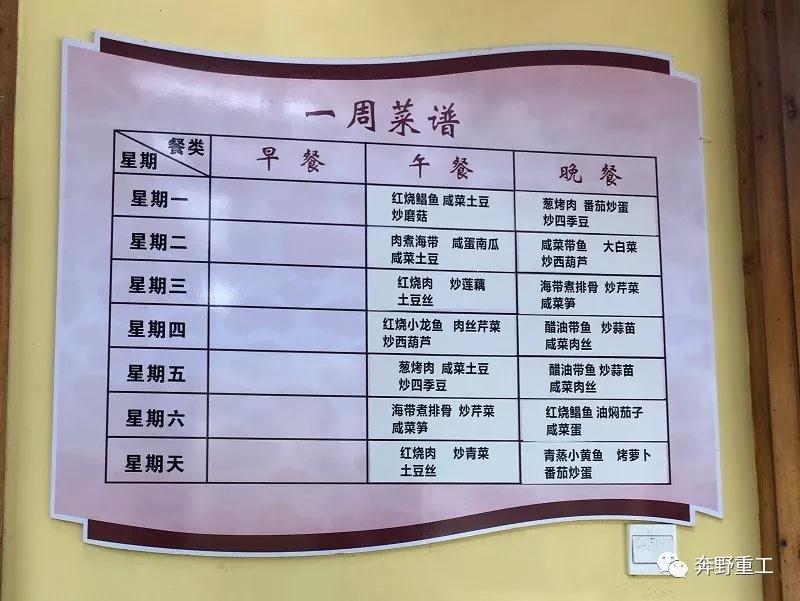 一周菜谱
餐类
星期
早餐 午餐 晚餐
星期一 红烧鲳鱼 咸菜土豆 葱烤肉 番茄炒蛋
炒磨菇 炒四季豆
星期二 肉煮海带 咸蛋南瓜 咸菜带鱼 大白菜
咸菜土豆 炒西葫芦
星期三 红烧肉 炒莲藕 海带煮排骨 炒芹菜
土豆丝 咸菜笋
星期四 红烧小龙鱼 肉丝芹菜 醋油带鱼 炒蒜苗
炒西葫芦 咸菜肉丝
星期五 葱烤肉 咸菜土豆 醋油带鱼 炒蒜苗
炒四季豆 咸菜肉丝
星期六 海带煮排骨 炒芹菜 红烧鲳鱼 油焖茄子
咸菜笋 咸菜蛋
星期天 红烧肉 炒青菜 青蒸小黄鱼 烤萝卜
土豆丝 番茄炒蛋
奔野重工